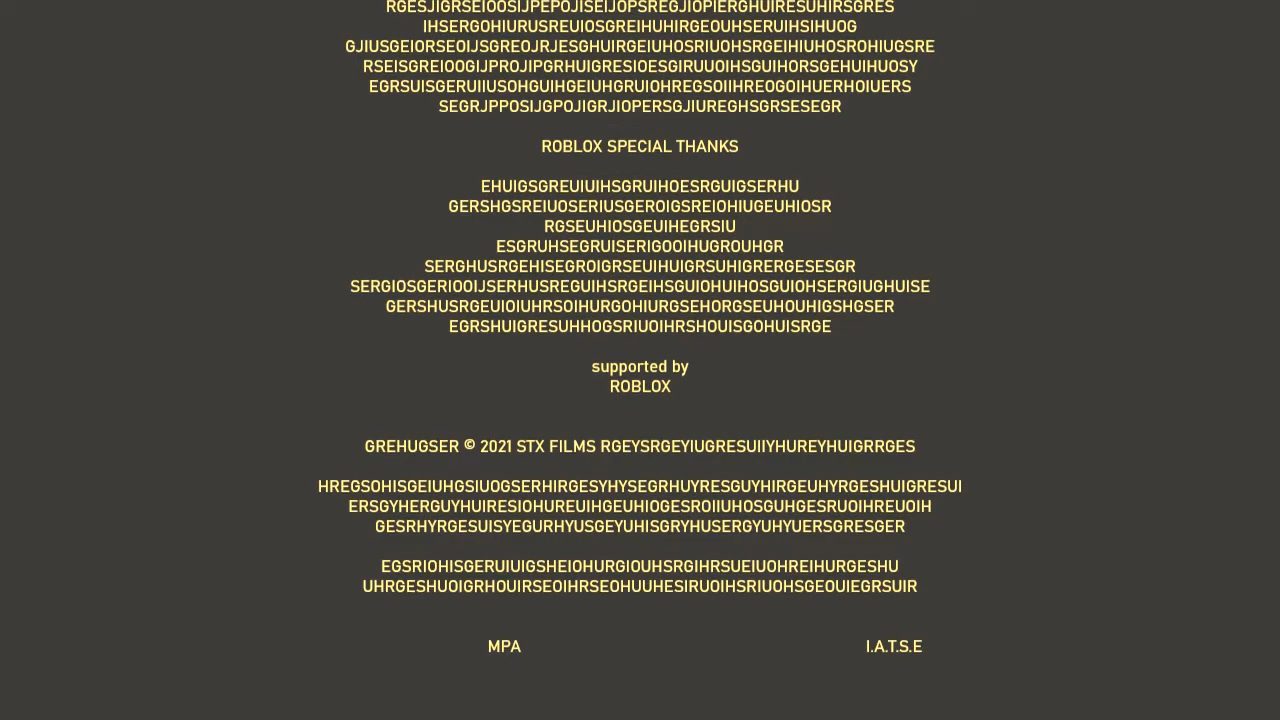 RGESJIGRSEIOOSIJPEPOJISEIJOPSREGJIOPIERGHUIRESUHIRSGRES
IHSERGOHIURUSREUIOSGREIHUHIRGEOUHSERUIHSIHUOG
GJIUSGEIORSEOIJSGREOJRJESGHUIRGEIUHOSRIUOHSRGEIHIUHOSROHIUGSRE
RSEISGREIOOGIJPROJIPGRHUIGRESIOESGIRUUOIHSGUIHORSGEHUIHUOSY
EGRSUISGERUIIUSOHGUIHGEIUHGRUIOHREGSOIIHREOGOIHUERHOIUERS
SEGRJPPOSIJGPOJIGRJIOPERSGJIUREGHSGRSESEGR
ROBLOX SPECIAL THANKS
EHUIGSGREUIUIHSGRUIHOESRGUIGSERHU
GERSHGSREIUOSERIUSGEROIGSREIOHIUGEUHIOSR
RGSEUHIOSGEUIHEGRSIU
ESGRUHSEGRUISERIGOOIHUGROUHGR
SERGHUSRGEHISEGROIGRSEUIHUIGRSUHIGRERGESESGR
SERGIOSGERIOOIJSERHUSREGUIHSRGEIHSGUIOHUIHOSGUIOHSERGIUGHUISE
GERSHUSRGEUIOIUHRSOIHURGOHIURGSEHORGSEUHOUHIGSHGSER
EGRSHUIGRESUHHOGSRIUOIHRSHOUISGOHUISRGE
supported by
ROBLOX
GREHUGSER © 2021 STX FILMS RGEYSRGEYIUGRESUIIYHUREYHUIGRRGES
HREGSOHISGEIUHGSIUOGSERHIRGESYHYSEGRHUYRESGUYHIRGEUHYRGESHUIGRESUI
ERSGYHERGUYHUIRESIOHUREUIHGEUHIOGESROIIUHOSGUHGESRUOIHREUOIH
GESRHYRGESUISYEGURHYUSGEYUHISGRYHUSERGYUHYUERSGRESGER
EGSRIOHISGERUIUIGSHEIOHURGIOUHSRGIHRSUEIUOHREIHURGESHU
UHRGESHUOIGRHOUIRSEOIHRSEOHUUHESIRUOIHSRIUOHSGEOUIEGRSUIR
MPA
I.A.T.S.E